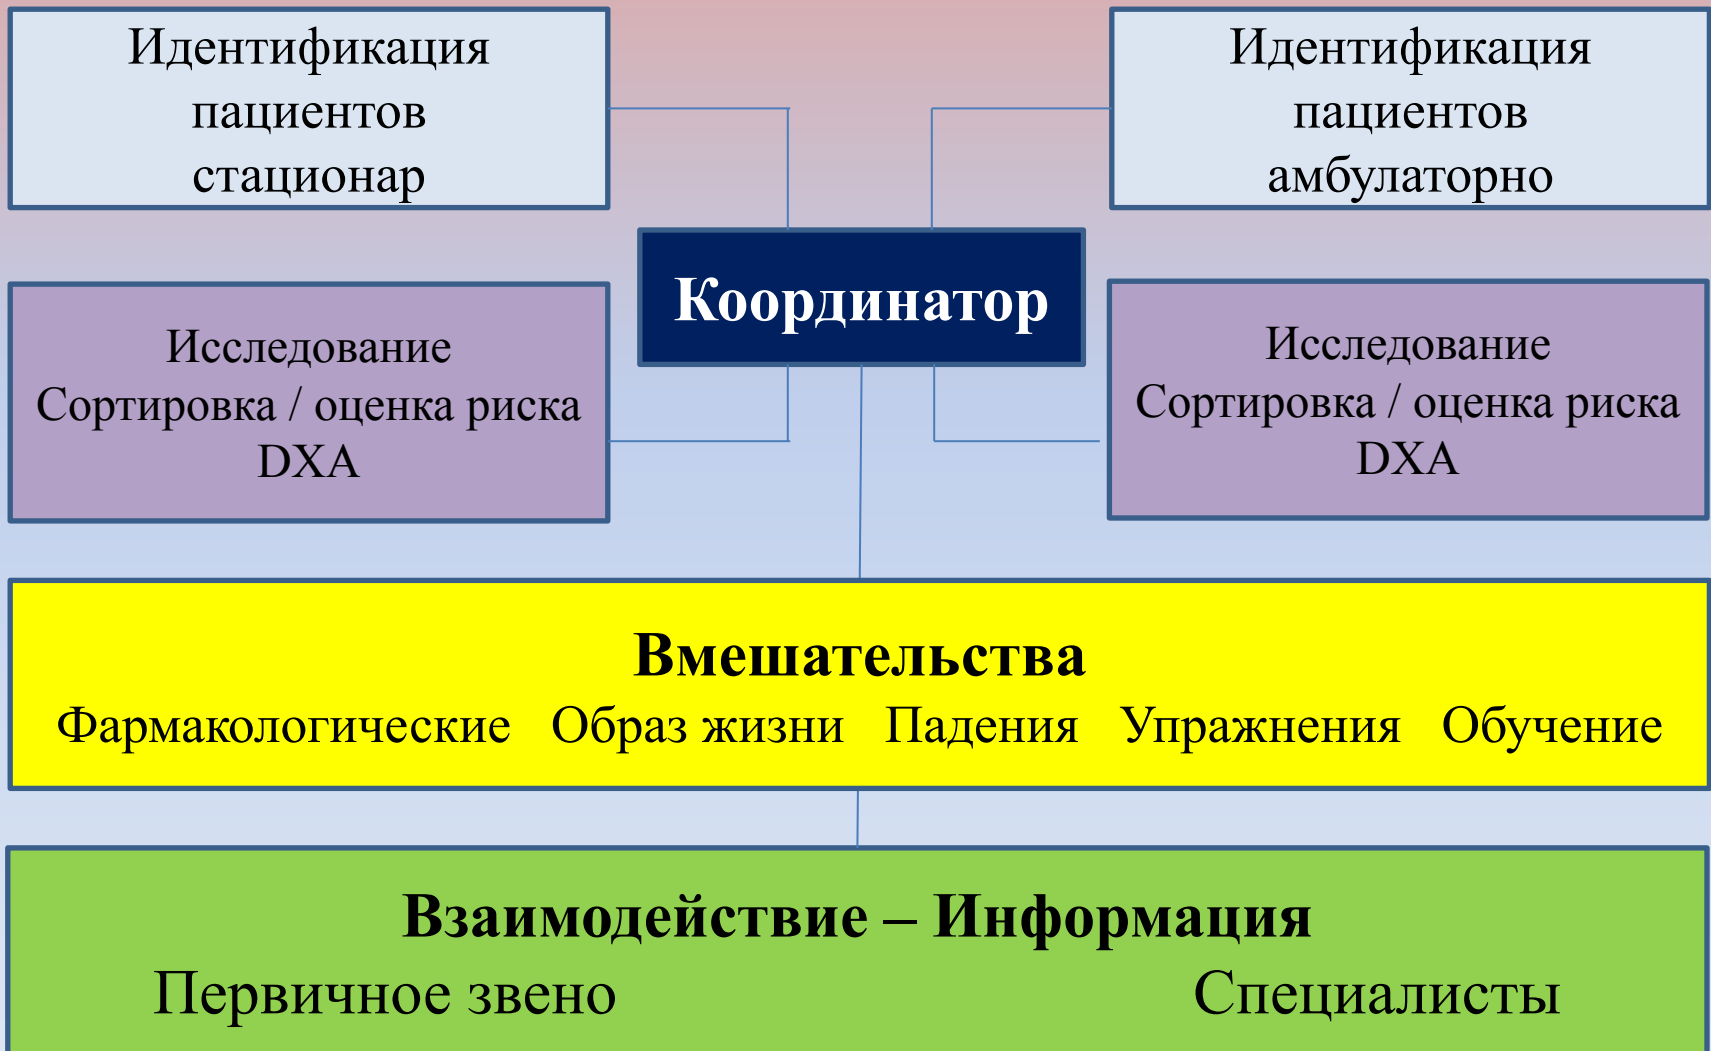 Идентификация
пациентов
стационар
Идентификация
пациентов
амбулаторно
Координатор
Исследование
Сортировка / оценка риска
DXA
Исследование
Сортировка / оценка риска
DXA
Вмешательства
Фармакологические Образ жизни Падения Упражнения Обучение
Взаимодействие – Информация
Первичное звено Специалисты